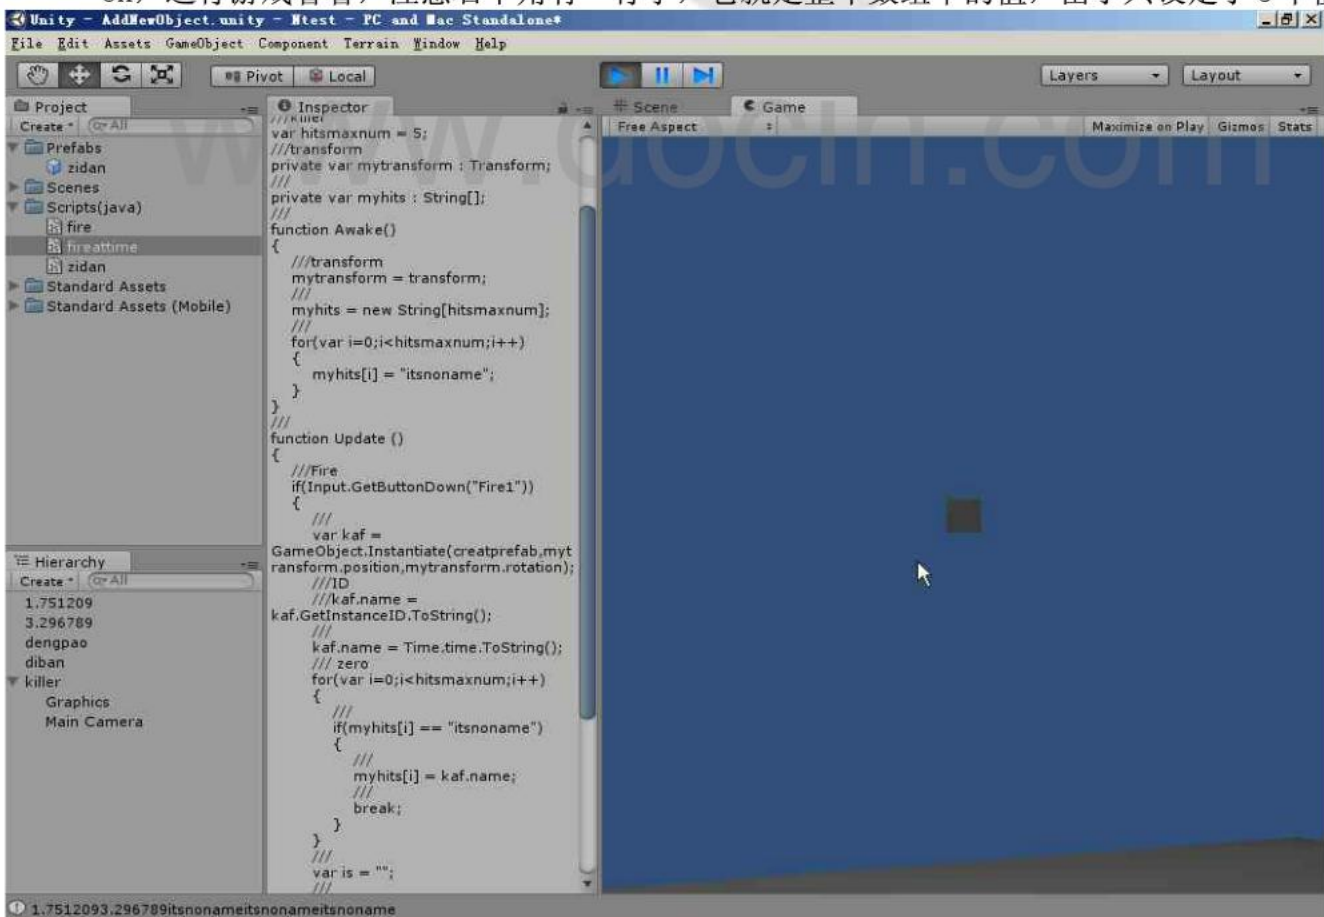 Unity - AddNewObject.unity - Ntest - PC and Mac Standalone*
File Edit Assets GameObject Component Terrain Window Help
Pivot Local
Layers Layout
Project
Create All
Prefabs
zidan
Scenes
Scripts(java)
fire
fireattime
zidan
Standard Assets
Standard Assets (Mobile)
Hierarchy
Create All
1.751209
3.296789
dengpao
diban
killer
Graphics
Main Camera
Inspector
///killer
var hitsmaxnum = 5;
///transform
private var mytransform : Transform;
///
private var myhits : String[];
///
function Awake()
{
///transform
mytransform = transform;
///
myhits = new String[hitsmaxnum];
///
for(var i=0;i<hitsmaxnum;i++)
{
myhits[i] = "itsnoname";
}
}
///
function Update ()
{
///Fire
if(Input.GetButtonDown("Fire1"))
{
///
var kaf =
GameObject.Instantiate(creatprefab,myt
ransform.position,mytransform.rotation);
///ID
///kaf.name =
kaf.GetInstanceID.ToString();
///
kaf.name = Time.time.ToString();
/// zero
for(var i=0;i<hitsmaxnum;i++)
{
///
if(myhits[i] == "itsnoname")
{
///
myhits[i] = kaf.name;
///
break;
}
}
///
var is = "";
///
Scene Game
Free Aspect Maximize on Play Gizmos Stats
www.docin.com
1.7512093.296789itsnonameitsnonameitsnoname